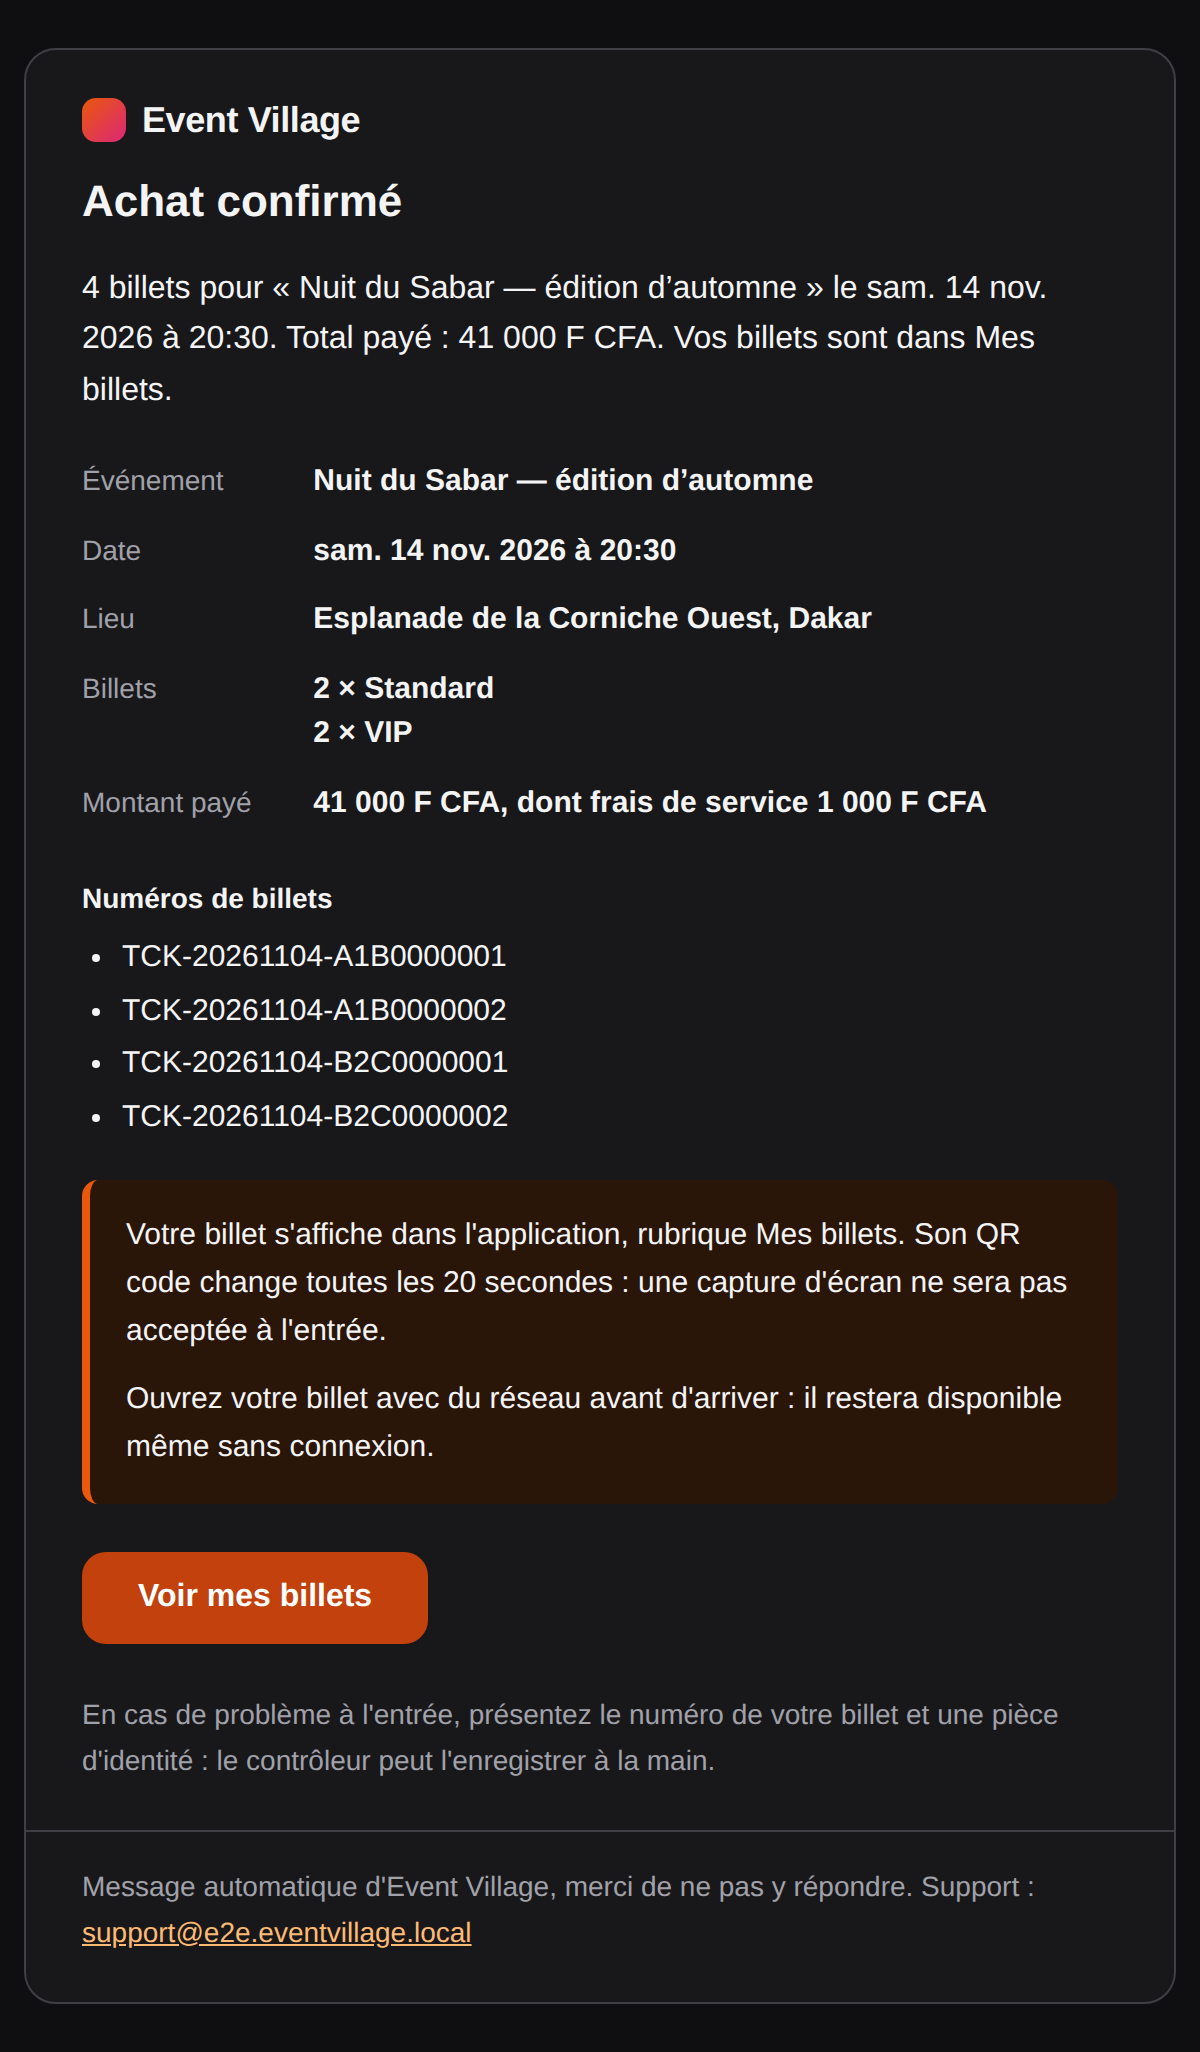 Event Village
Achat confirmé
4 billets pour « Nuit du Sabar — édition d’automne » le sam. 14 nov.
2026 à 20:30. Total payé : 41 000 F CFA. Vos billets sont dans Mes
billets.
Événement Nuit du Sabar — édition d’automne
Date sam. 14 nov. 2026 à 20:30
Lieu Esplanade de la Corniche Ouest, Dakar
Billets 2 × Standard
2 × VIP
Montant payé 41 000 F CFA, dont frais de service 1 000 F CFA
Numéros de billets
• TCK-20261104-A1B0000001
• TCK-20261104-A1B0000002
• TCK-20261104-B2C0000001
• TCK-20261104-B2C0000002
Votre billet s'affiche dans l'application, rubrique Mes billets. Son QR
code change toutes les 20 secondes : une capture d'écran ne sera pas
acceptée à l'entrée.
Ouvrez votre billet avec du réseau avant d'arriver : il restera disponible
même sans connexion.
Voir mes billets
En cas de problème à l'entrée, présentez le numéro de votre billet et une pièce
d'identité : le contrôleur peut l'enregistrer à la main.
Message automatique d'Event Village, merci de ne pas y répondre. Support :
support@e2e.eventvillage.local